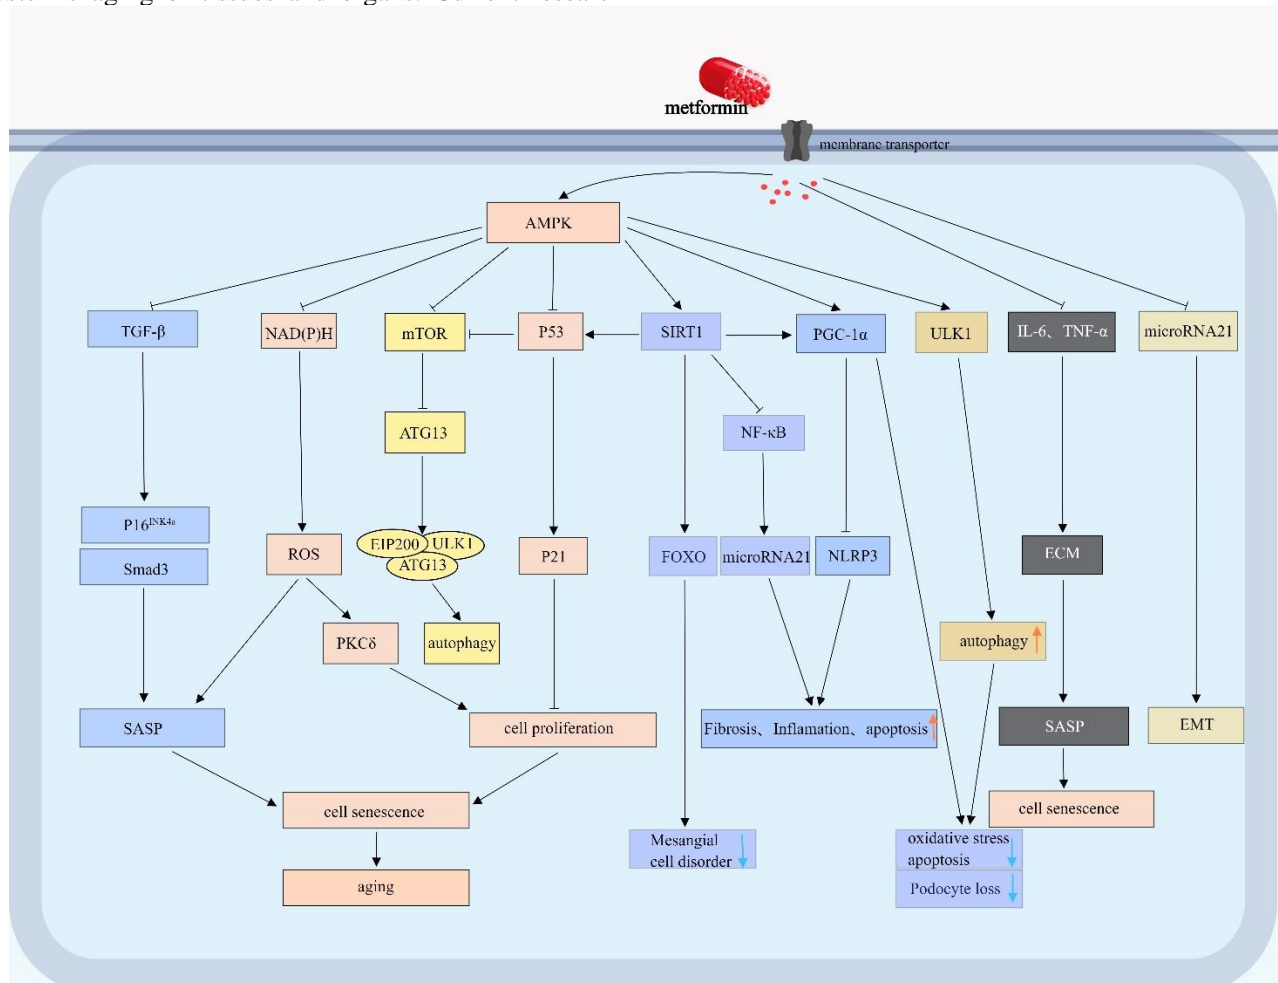 metformin
membrane transporter
AMPK
TGF-β
NAD(P)H
mTOR
P53
SIRT1
PGC-1α
ULK1
IL-6、TNF-α
microRNA21
ATG13
NF-κB
P16INK4a
Smad3
ROS
FIP200
ULK1
ATG13
P21
FOXO
microRNA21
NLRP3
ECM
PKCδ
autophagy
autophagy
SASP
cell proliferation
Fibrosis、Inflamation、apoptosis
SASP
EMT
cell senescence
cell senescence
Mesangial
cell disorder
oxidative stress
apoptosis
Podocyte loss
aging